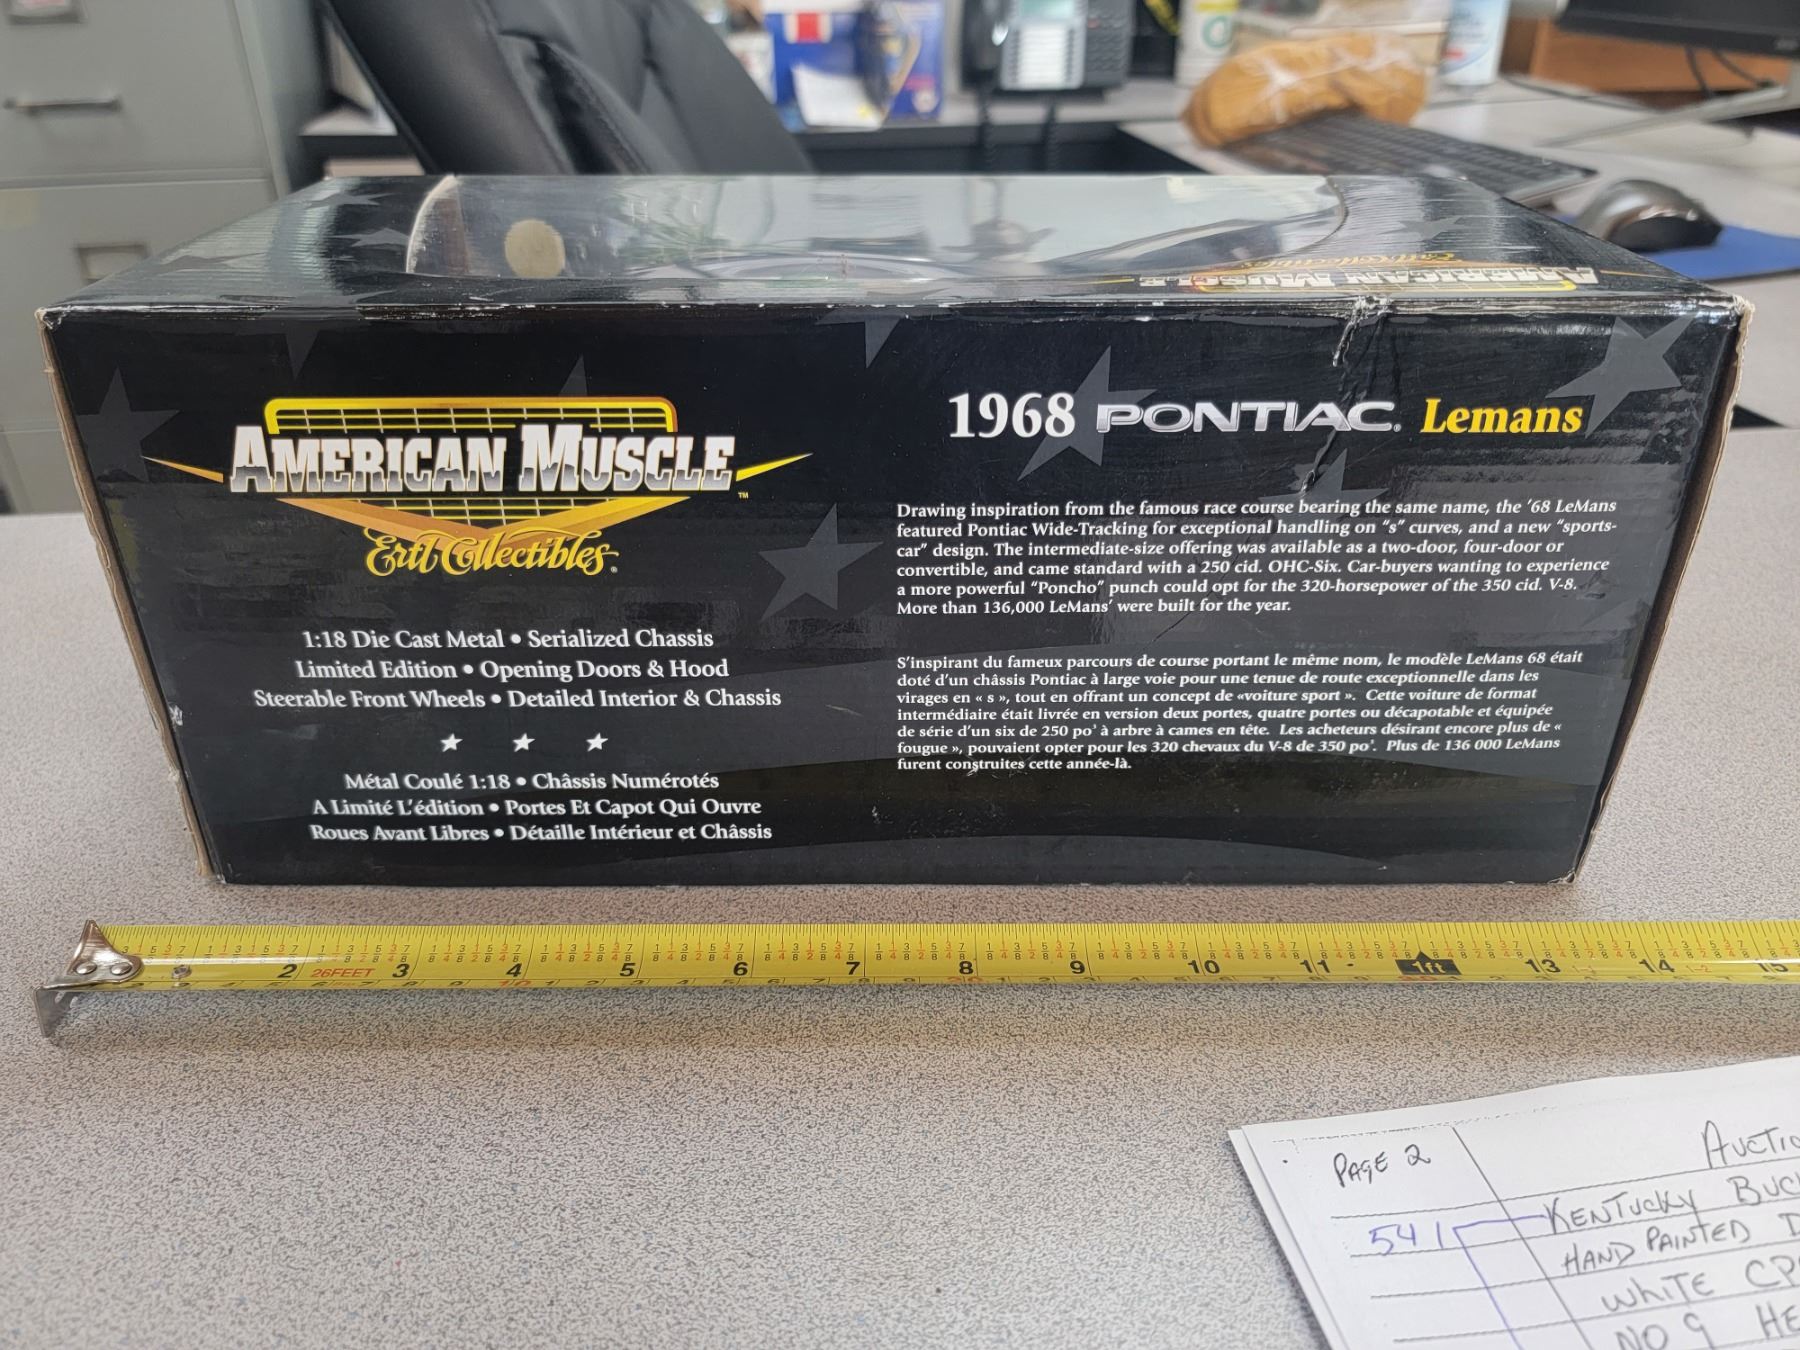 AMERICAN MUSCLE
Ertl Collectibles
AMERICAN MUSCLE™
Ertl Collectibles®
1:18 Die Cast Metal • Serialized Chassis
Limited Edition • Opening Doors & Hood
Steerable Front Wheels • Detailed Interior & Chassis
Métal Coulé 1:18 • Châssis Numérotés
A Limité L'édition • Portes Et Capot Qui Ouvre
Roues Avant Libres • Détaille Intérieur et Châssis
1968 PONTIAC® Lemans
Drawing inspiration from the famous race course bearing the same name, the '68 LeMans
featured Pontiac Wide-Tracking for exceptional handling on "s" curves, and a new "sports-
car" design. The intermediate-size offering was available as a two-door, four-door or
convertible, and came standard with a 250 cid. OHC-Six. Car-buyers wanting to experience
a more powerful "Poncho" punch could opt for the 320-horsepower of the 350 cid. V-8.
More than 136,000 LeMans' were built for the year.
S'inspirant du fameux parcours de course portant le même nom, le modèle LeMans 68 était
doté d'un châssis Pontiac à large voie pour une tenue de route exceptionnelle dans les
virages en « s », tout en offrant un concept de «voiture sport ». Cette voiture de format
intermédiaire était livrée en version deux portes, quatre portes ou décapotable et équipée
de série d'un six de 250 po³ à arbre à cames en tête. Les acheteurs désirant encore plus de «
fougue », pouvaient opter pour les 320 chevaux du V-8 de 350 po³. Plus de 136 000 LeMans
furent construites cette année-là.
2 26FEET 3 4 5 6 7 8 9 10 11 1ft 13 14 15
PAGE 2
541 KENTUCKY
HAND PAINTED
WHITE
NO 9